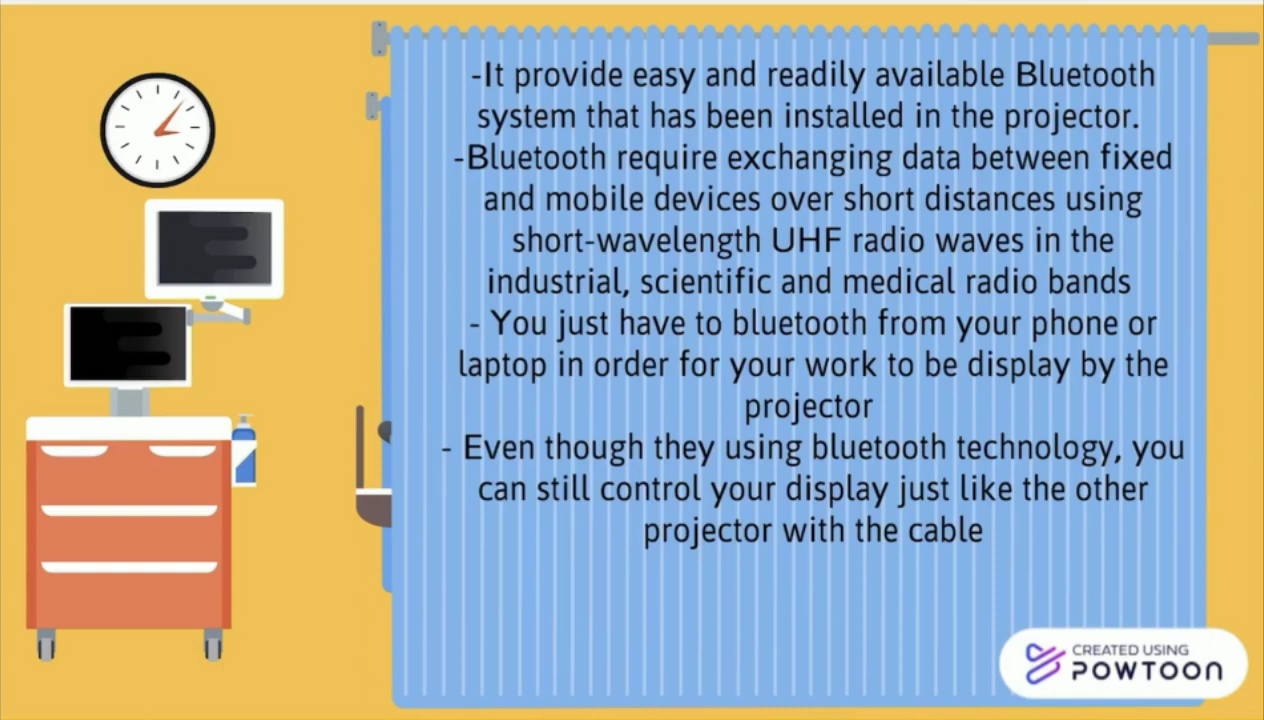 -It provide easy and readily available Bluetooth
system that has been installed in the projector.
-Bluetooth require exchanging data between fixed
and mobile devices over short distances using
short-wavelength UHF radio waves in the
industrial, scientific and medical radio bands
- You just have to bluetooth from your phone or
laptop in order for your work to be display by the
projector
- Even though they using bluetooth technology, you
can still control your display just like the other
projector with the cable
CREATED USING
POWTOON